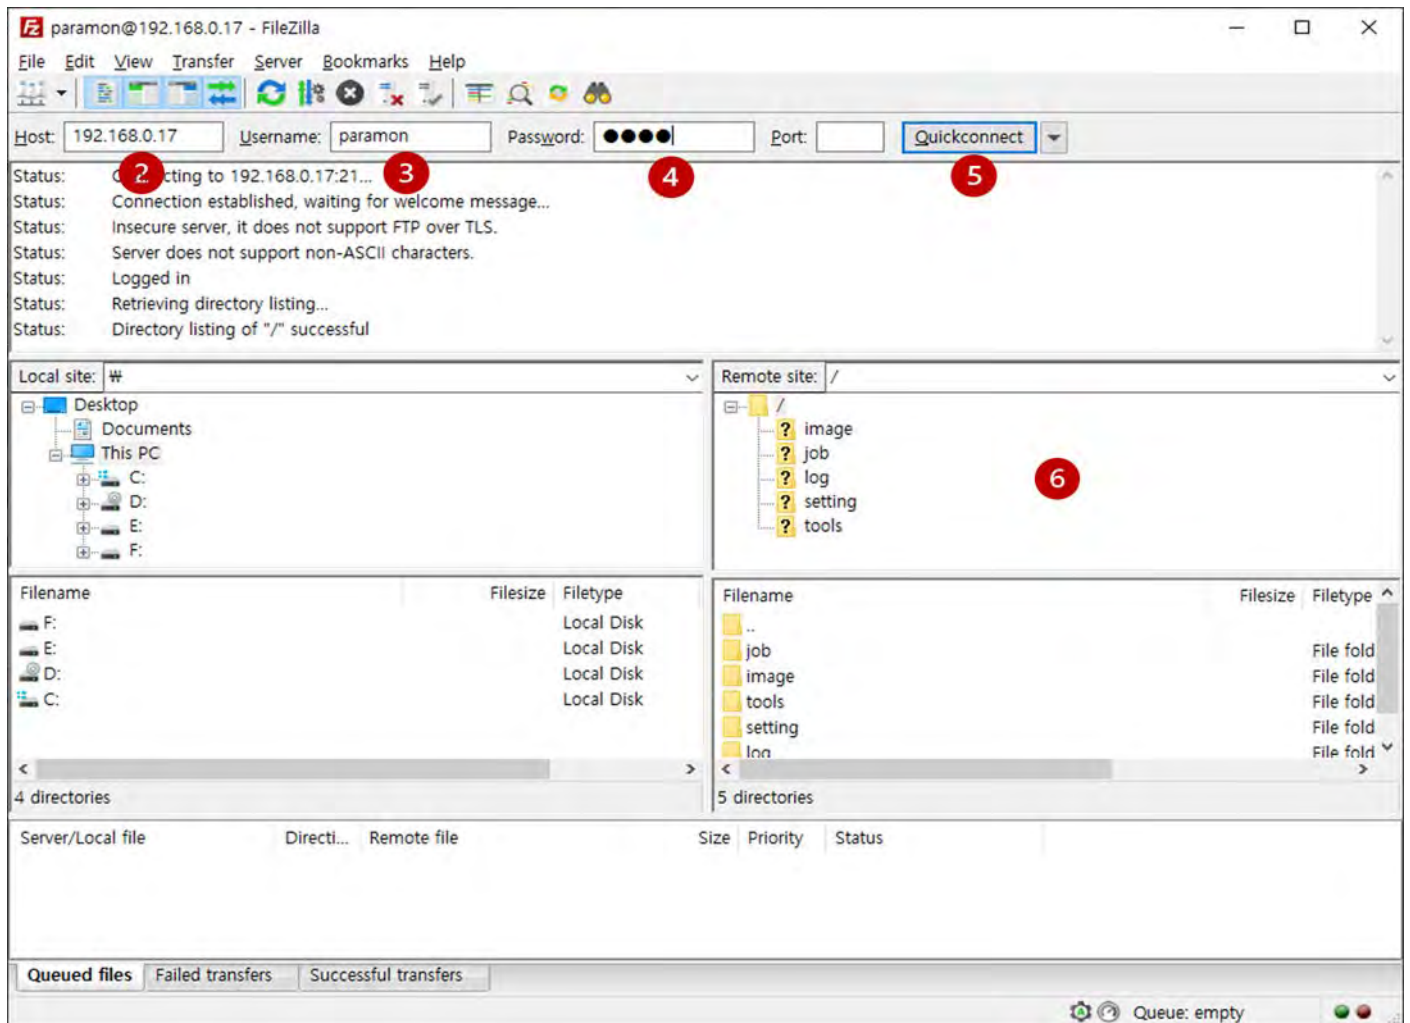 paramon@192.168.0.17 - FileZilla
File Edit View Transfer Server Bookmarks Help
Host: 192.168.0.17 Username: paramon Password: ●●●● Port: Quickconnect
2 3 4 5
Status: cting to 192.168.0.17:21...
Status: Connection established, waiting for welcome message...
Status: Insecure server, it does not support FTP over TLS.
Status: Server does not support non-ASCII characters.
Status: Logged in
Status: Retrieving directory listing...
Status: Directory listing of "/" successful
Local site: ₩
Desktop
Documents
This PC
C:
D:
E:
F:
Remote site: /
/
image
job
log
setting
tools
6
Filename Filesize Filetype
F: Local Disk
E: Local Disk
D: Local Disk
C: Local Disk
4 directories
Filename Filesize Filetype
..
job File fold
image File fold
tools File fold
setting File fold
log File fold
5 directories
Server/Local file Directi... Remote file Size Priority Status
Queued files Failed transfers Successful transfers
Queue: empty